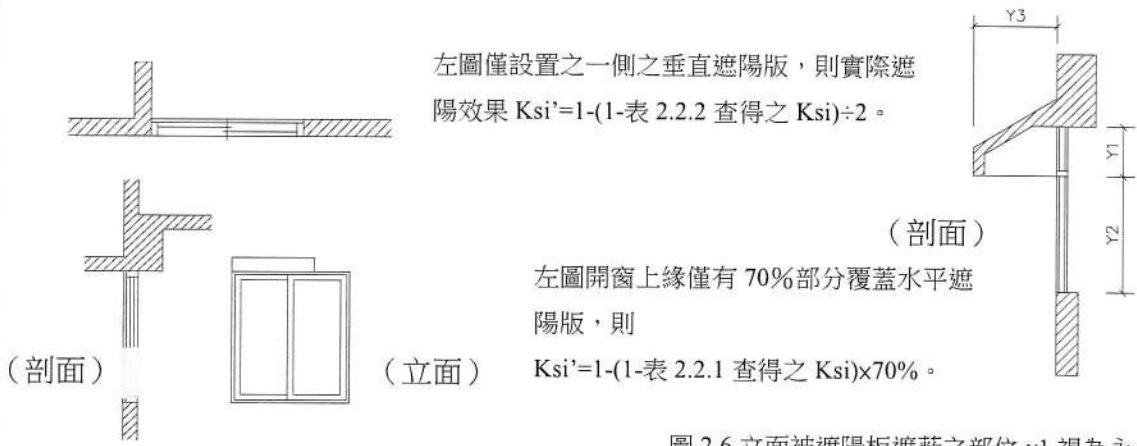 Y3
左圖僅設置之一側之垂直遮陽版，則實際遮
陽效果 Ksi’=1-(1-表 2.2.2 查得之 Ksi)÷2。
Y1
Y2
（剖面）
左圖開窗上緣僅有 70%部分覆蓋水平遮
陽版，則
（剖面）
（立面）
Ksi’=1-(1-表 2.2.1 查得之 Ksi)×70%。
圖 2.6 立面被遮陽板遮蔽之部位 y1 視為永